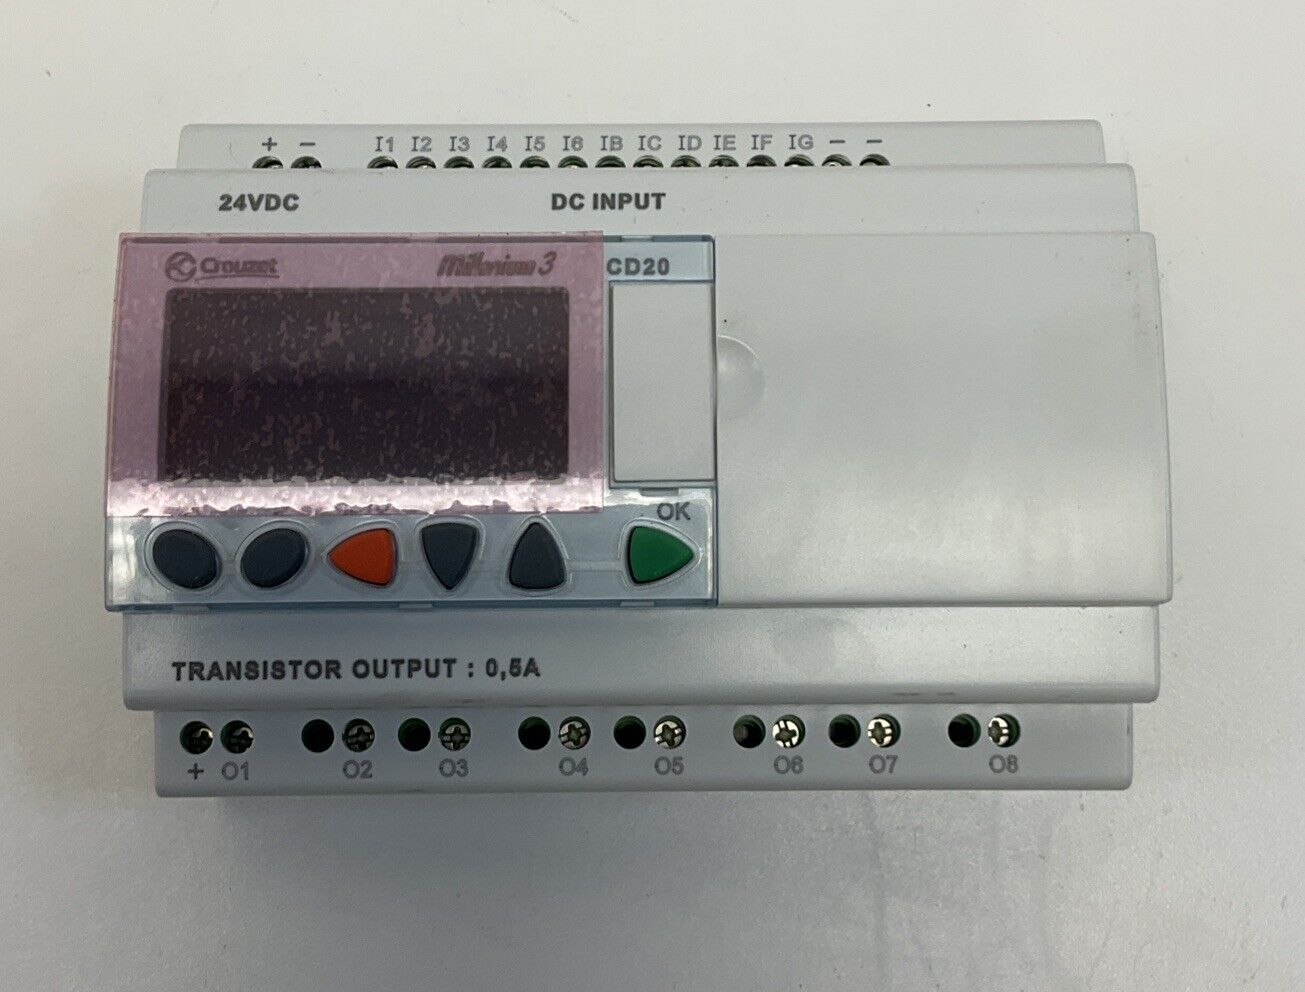 + - I1 I2 I3 I4 I5 I6 IB IC ID IE IF IG - -
24VDC DC INPUT
Crouzet Millenium 3 CD20
OK
TRANSISTOR OUTPUT : 0,5A
+ O1 O2 O3 O4 O5 O6 O7 O8